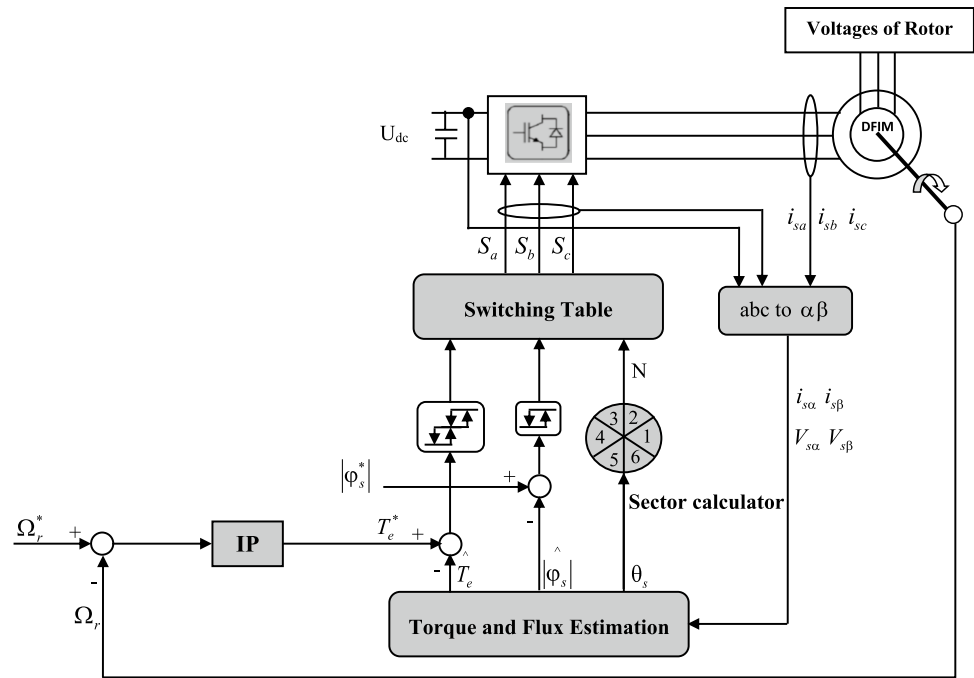 Voltages of Rotor
DFIM
U_dc
i_sa i_sb i_sc
S_a S_b S_c
Switching Table
abc to αβ
N
i_sα i_sβ
V_sα V_sβ
3 2
4 1
5 6
|φ_s^*|
+
-
Sector calculator
Ω_r^*
+
IP
T_e^*
+
-
T̂_e
|φ̂_s|
θ_s
-
Ω_r
Torque and Flux Estimation